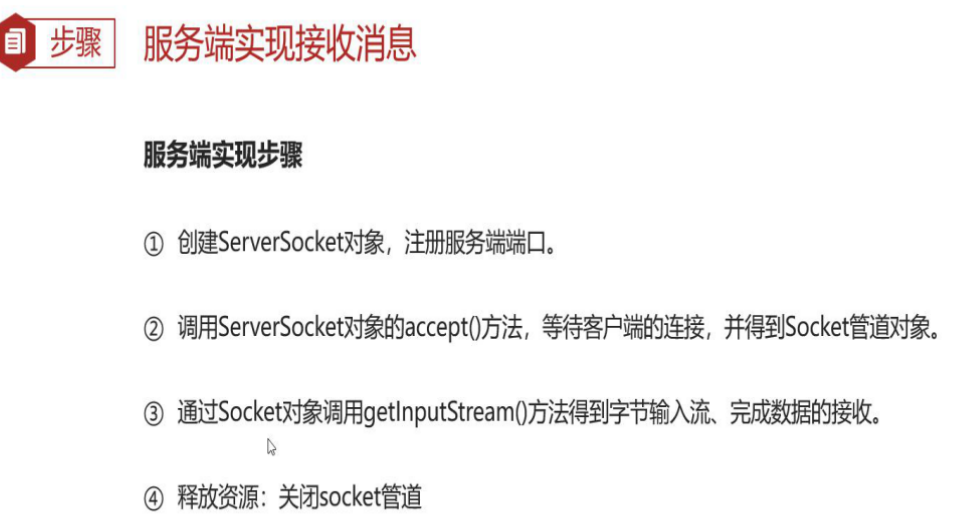 步骤 服务端实现接收消息
服务端实现步骤
① 创建ServerSocket对象，注册服务端端口。
② 调用ServerSocket对象的accept()方法，等待客户端的连接，并得到Socket管道对象。
③ 通过Socket对象调用getInputStream()方法得到字节输入流、完成数据的接收。
④ 释放资源：关闭socket管道